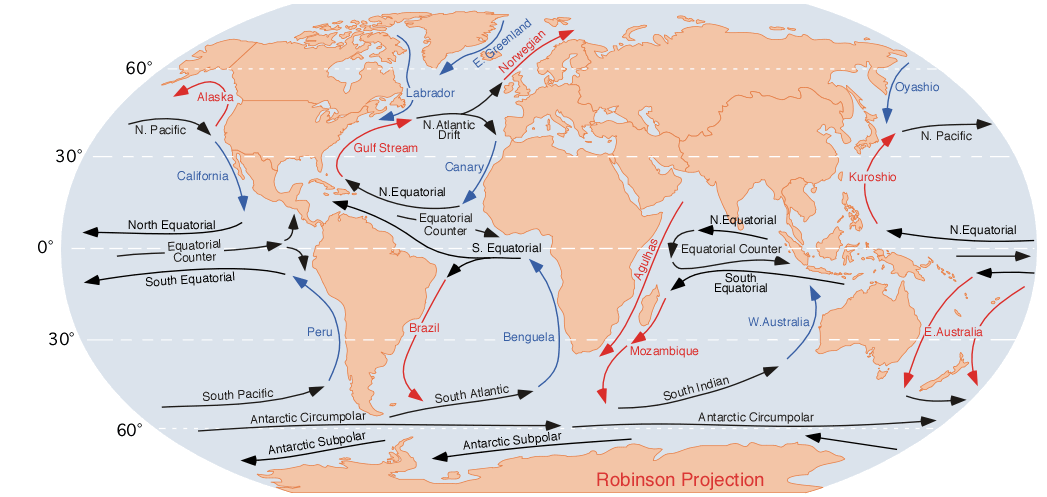 E. Greenland
Norwegian
60°
Labrador
Oyashio
Alaska
N. Pacific
N. Atlantic
Drift
N. Pacific
Gulf Stream
30°
California
Canary
Kuroshio
N.Equatorial
North Equatorial
Equatorial
Counter
N.Equatorial
N.Equatorial
0°
Equatorial
Counter
S. Equatorial
Equatorial Counter
South Equatorial
South
Equatorial
Agulhas
Peru
Brazil
Benguela
W.Australia
E.Australia
30°
Mozambique
South Pacific
South Atlantic
South Indian
Antarctic Circumpolar
Antarctic Circumpolar
60°
Antarctic Subpolar
Antarctic Subpolar
Robinson Projection